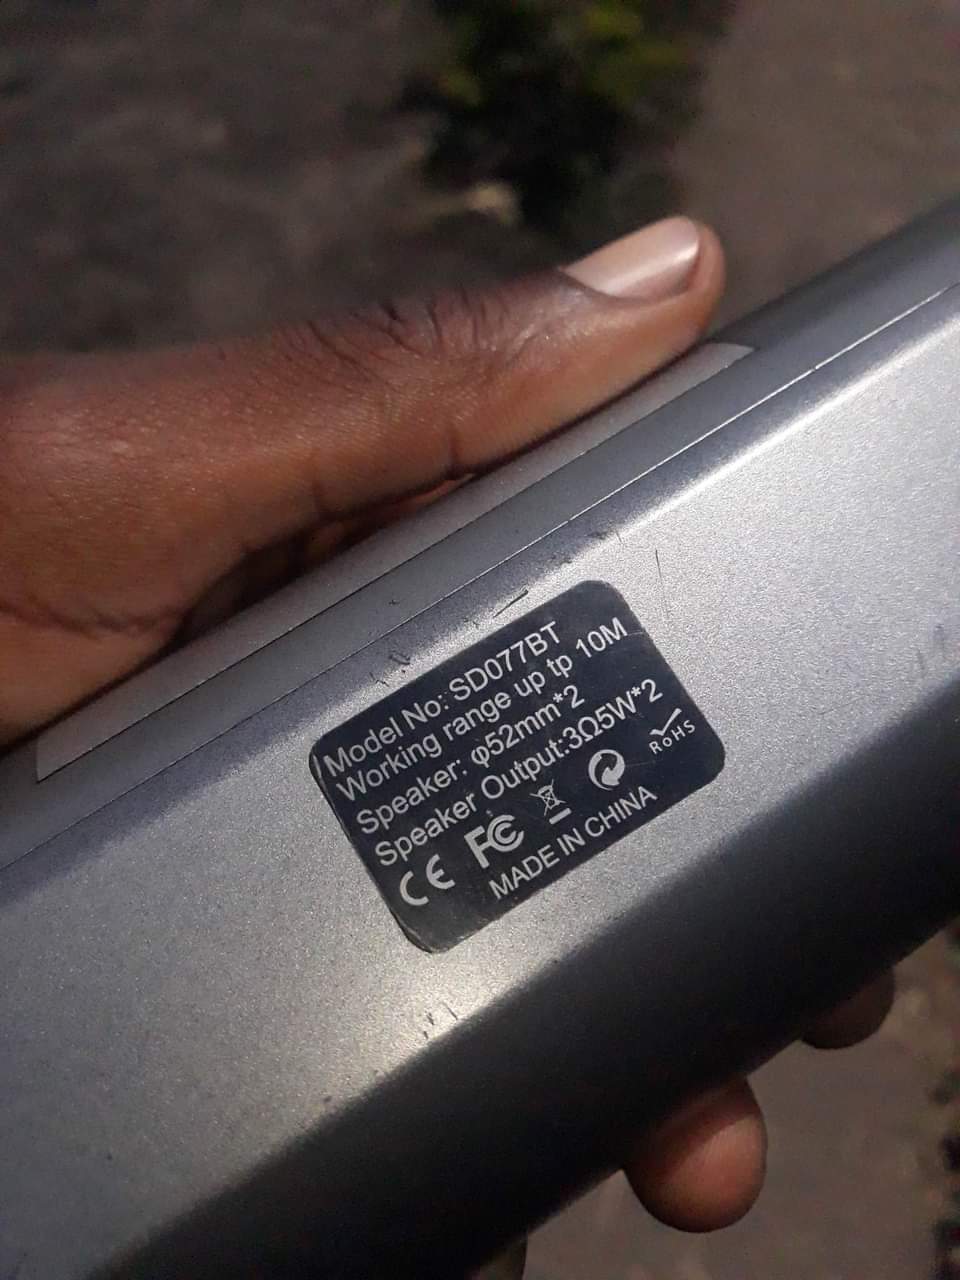 Model No: SD077BT
Working range up tp 10M
Speaker: φ52mm*2
Speaker Output:3Ω5W*2
CE FC RoHS
MADE IN CHINA